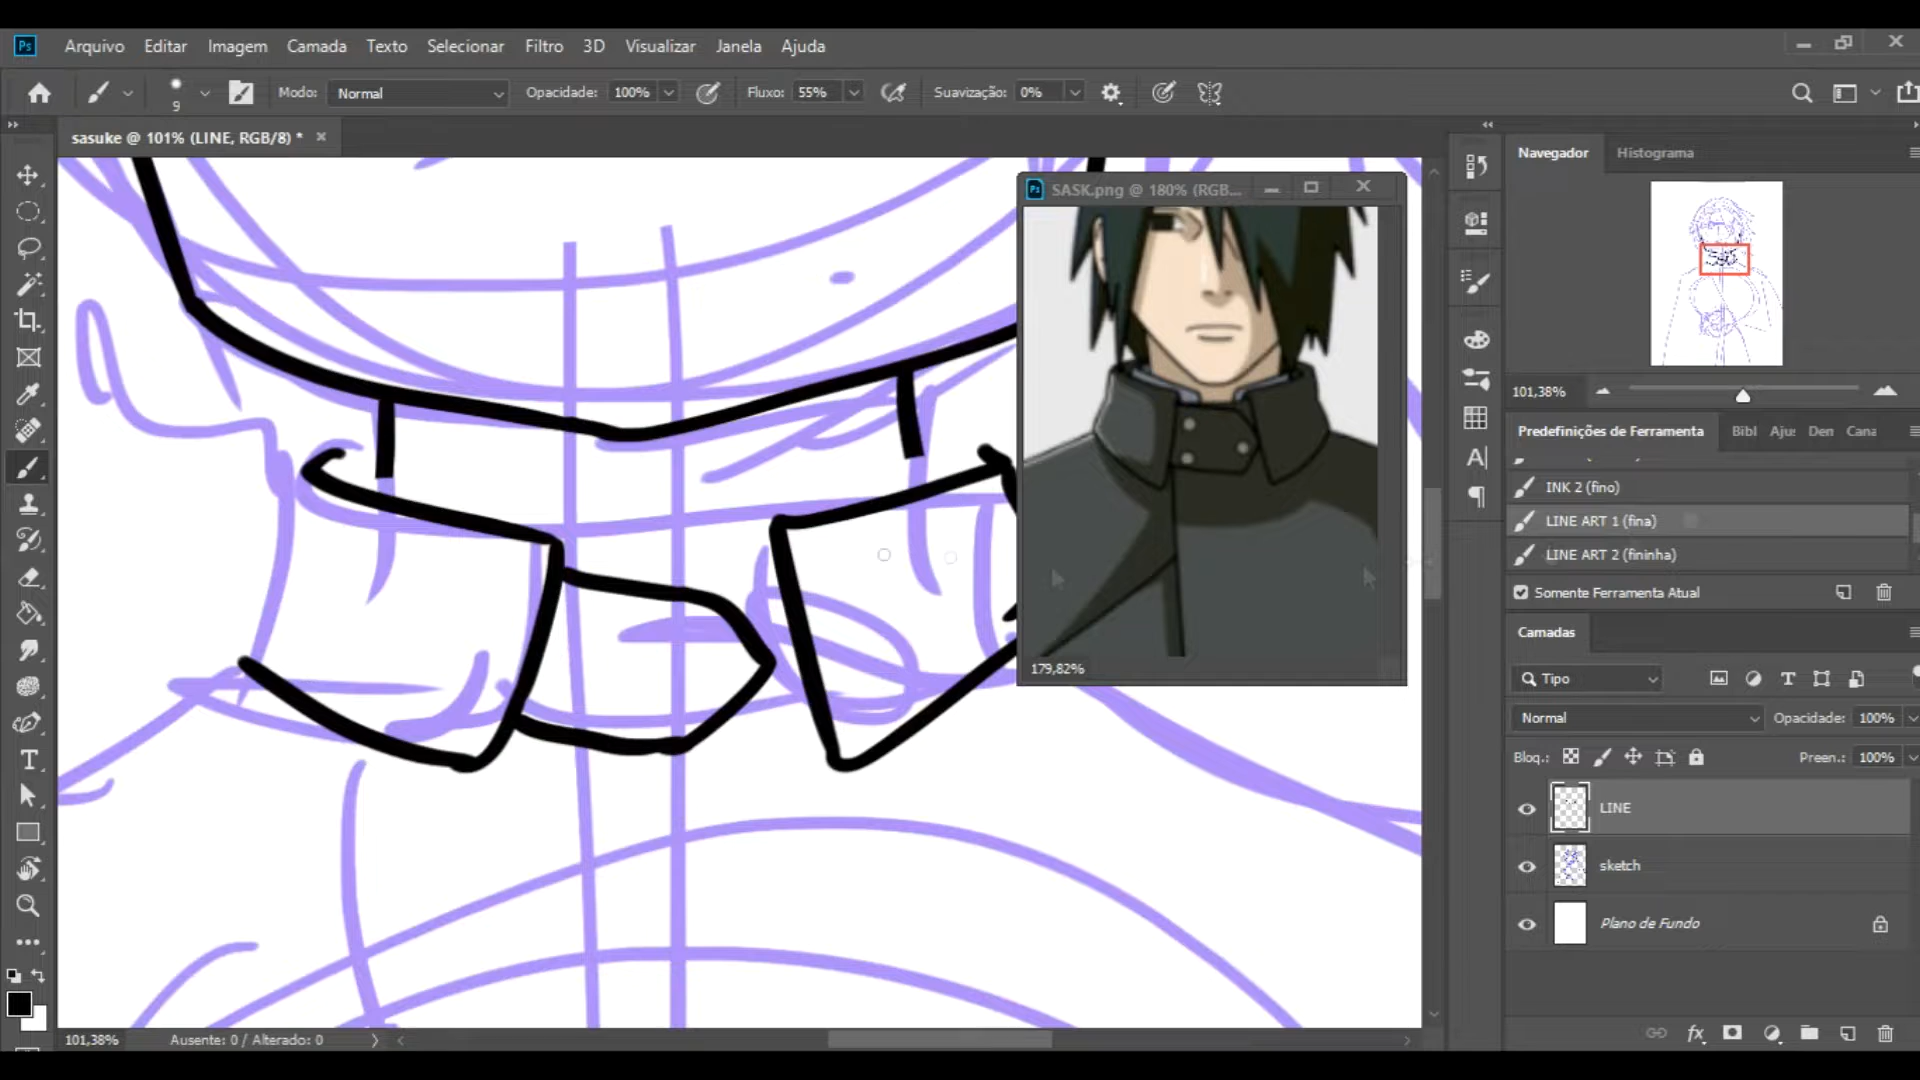 Ps Arquivo Editar Imagem Camada Texto Selecionar Filtro 3D Visualizar Janela Ajuda
9 Modo: Normal Opacidade: 100% Fluxo: 55% Suavização: 0%
sasuke @ 101% (LINE, RGB/8) *
Ps SASK.png @ 180% (RGB...
179,82%
Navegador Histograma
101,38%
Predefinições de Ferramenta Bibl Aju: Den Cana
INK 2 (fino)
LINE ART 1 (fina)
LINE ART 2 (fininha)
Somente Ferramenta Atual
Camadas
Tipo
Normal Opacidade: 100%
Bloq.: Preen.: 100%
LINE
sketch
Plano de Fundo
101,38% Ausente: 0 / Alterado: 0